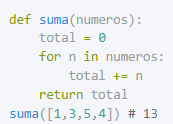 def suma(numeros):
    total = 0
    for n in numeros:
        total += n
    return total
suma([1,3,5,4]) # 13